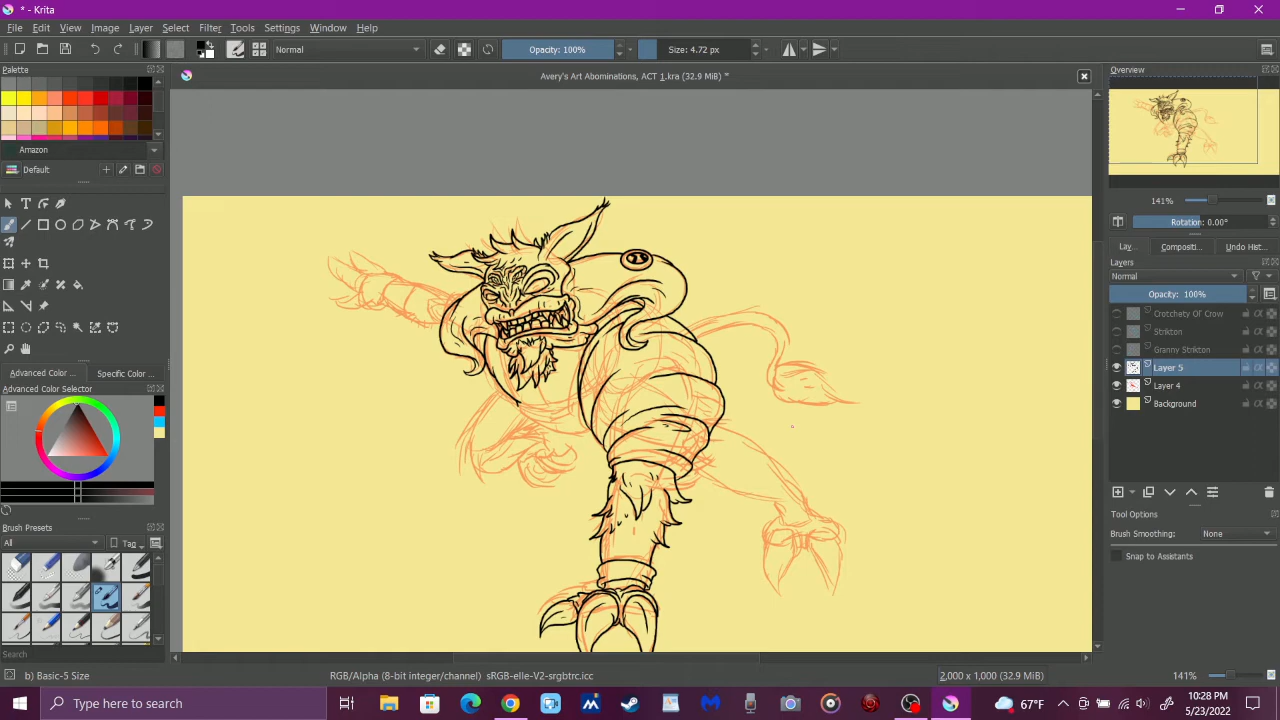 * - Krita
File Edit View Image Layer Select Filter Tools Settings Window Help
Normal Opacity: 100% Size: 4.72 px
Palette
Avery's Art Abominations, ACT 1.kra (32.9 MiB) *
Overview
Amazon
Default
141%
Rotation: 0.00°
Lay... Compositi... Undo Hist...
Layers
Normal
Opacity: 100%
Crotchety Of Crow
Strikton
Granny Strikton
Layer 5
Layer 4
Background
Advanced Color ... Specific Color ...
Advanced Color Selector
Tool Options
Brush Smoothing: None
Snap to Assistants
Brush Presets
All Tag
Search
b) Basic-5 Size
RGB/Alpha (8-bit integer/channel) sRGB-elle-V2-srgbtrc.icc
2,000 x 1,000 (32.9 MiB)
141%
Type here to search
67°F
10:28 PM
5/23/2022